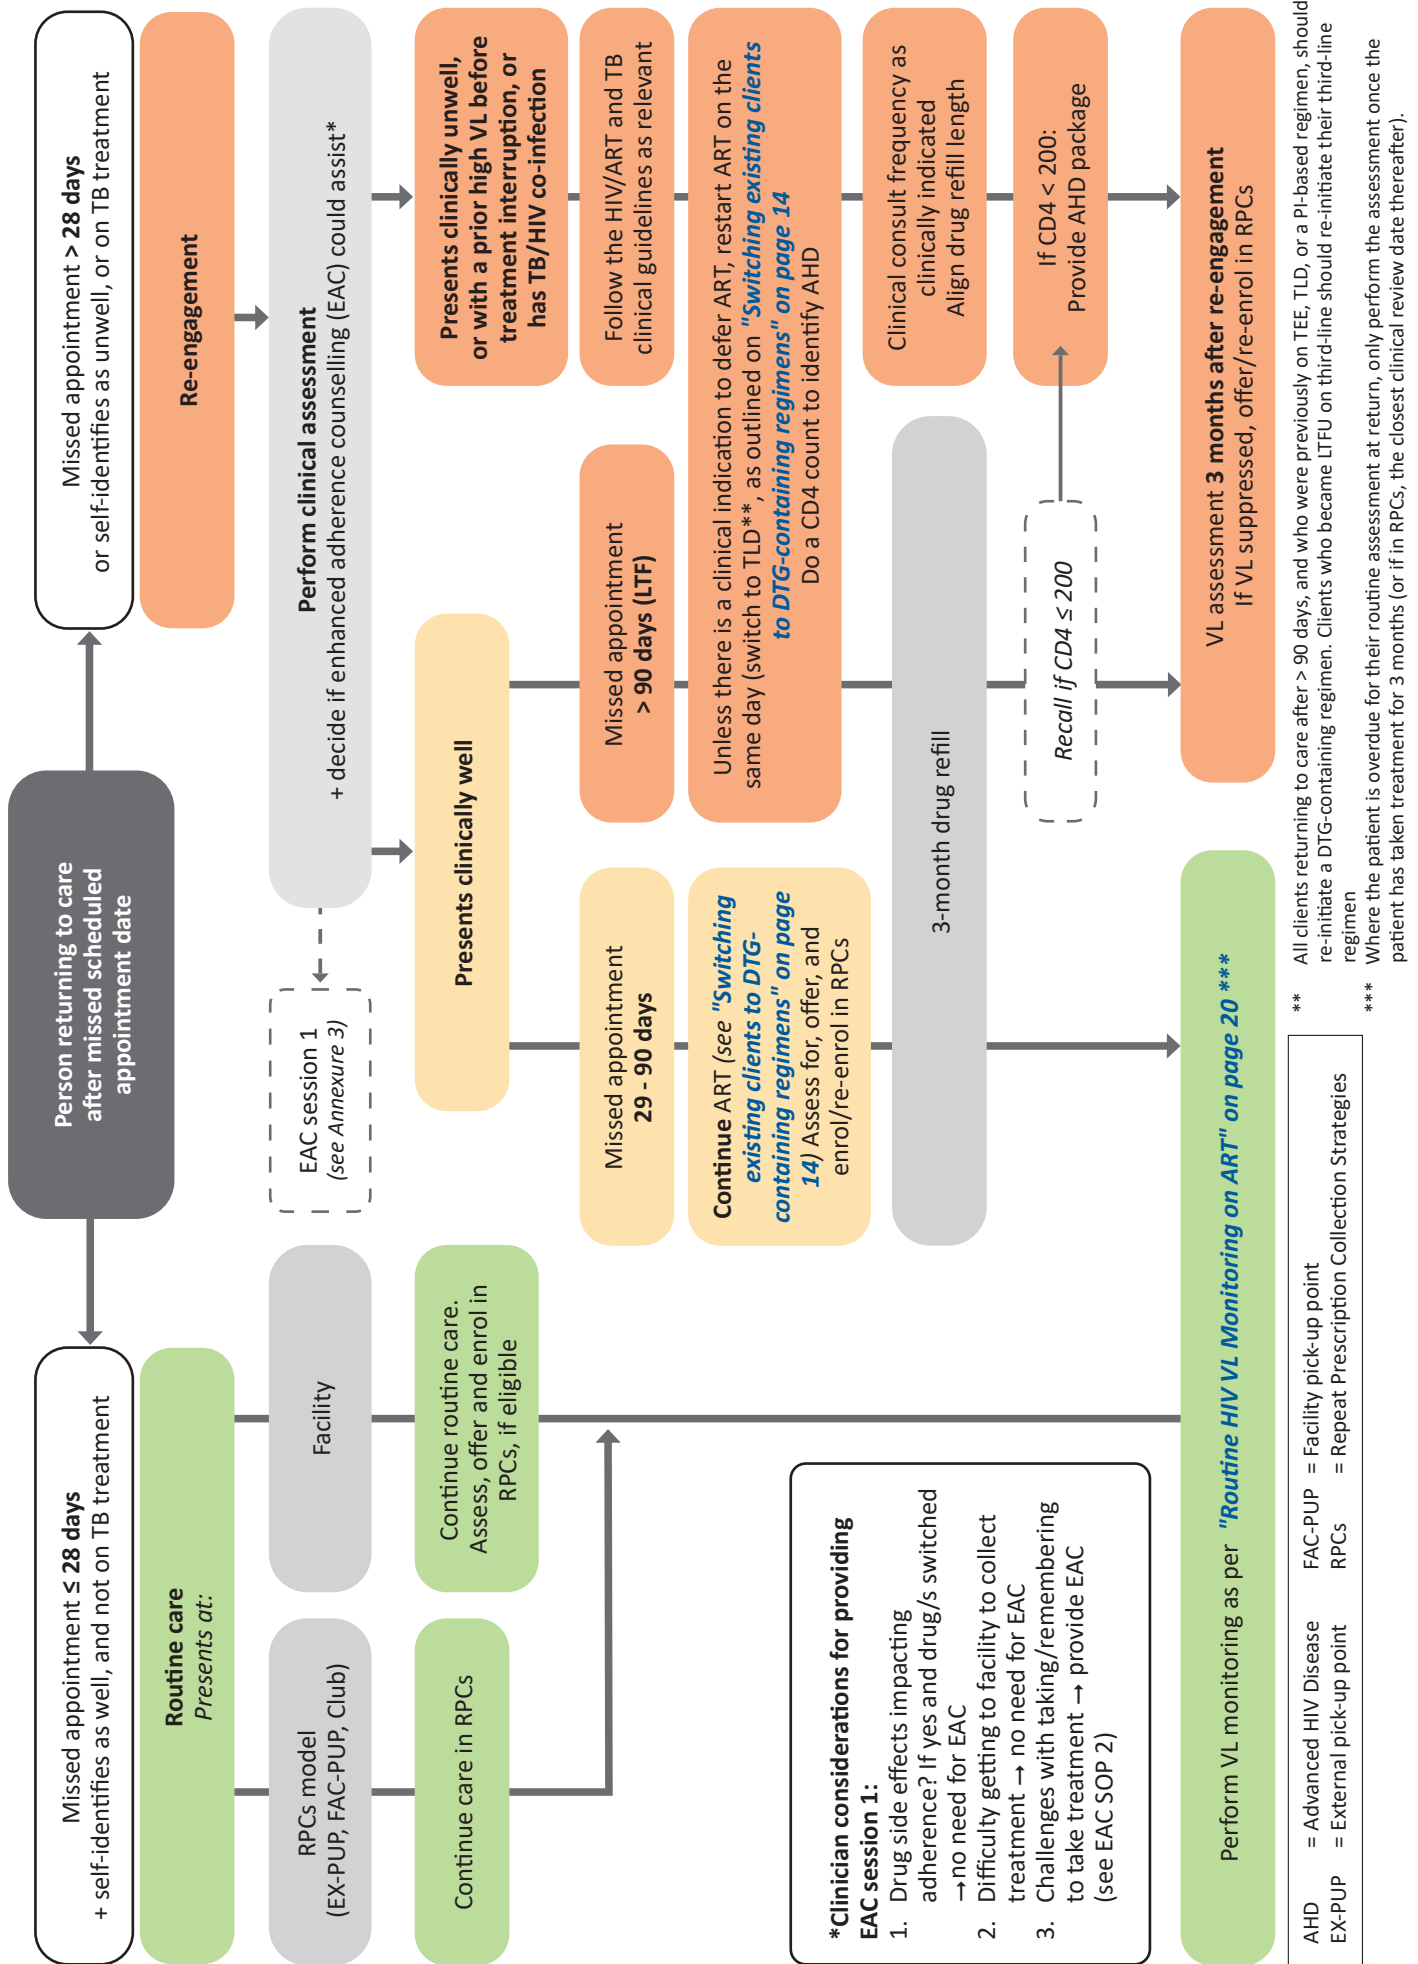 Person returning to care
after missed scheduled
appointment date
Missed appointment ≤ 28 days
+ self-identifies as well, and not on TB treatment
Routine care
Presents at:
RPCs model
(EX-PUP, FAC-PUP, Club)
Facility
Continue care in RPCs
Continue routine care.
Assess, offer and enrol in
RPCs, if eligible
Missed appointment > 28 days
or self-identifies as unwell, or on TB treatment
Re-engagement
Perform clinical assessment
+ decide if enhanced adherence counselling (EAC) could assist*
EAC session 1
(see Annexure 3)
Presents clinically well
Presents clinically unwell,
or with a prior high VL before
treatment interruption, or
has TB/HIV co-infection
Missed appointment
29 - 90 days
Missed appointment
> 90 days (LTF)
Follow the HIV/ART and TB
clinical guidelines as relevant
Continue ART (see "Switching
existing clients to DTG-
containing regimens" on page
14) Assess for, offer, and
enrol/re-enrol in RPCs
Unless there is a clinical indication to defer ART, restart ART on the
same day (switch to TLD**, as outlined on "Switching existing clients
to DTG-containing regimens" on page 14
Do a CD4 count to identify AHD
3-month drug refill
Clinical consult frequency as
clinically indicated
Align drug refill length
Recall if CD4 ≤ 200
If CD4 < 200:
Provide AHD package
*Clinician considerations for providing
EAC session 1:
1. Drug side effects impacting
adherence? If yes and drug/s switched
→no need for EAC
2. Difficulty getting to facility to collect
treatment → no need for EAC
3. Challenges with taking/remembering
to take treatment → provide EAC
(see EAC SOP 2)
Perform VL monitoring as per "Routine HIV VL Monitoring on ART" on page 20 ***
VL assessment 3 months after re-engagement
If VL suppressed, offer/re-enrol in RPCs
AHD = Advanced HIV Disease FAC-PUP = Facility pick-up point
EX-PUP = External pick-up point RPCs = Repeat Prescription Collection Strategies
** All clients returning to care after > 90 days, and who were previously on TEE, TLD, or a PI-based regimen, should
re-initiate a DTG-containing regimen. Clients who became LTFU on third-line should re-initiate their third-line
regimen
*** Where the patient is overdue for their routine assessment at return, only perform the assessment once the
patient has taken treatment for 3 months (or if in RPCs, the closest clinical review date thereafter).